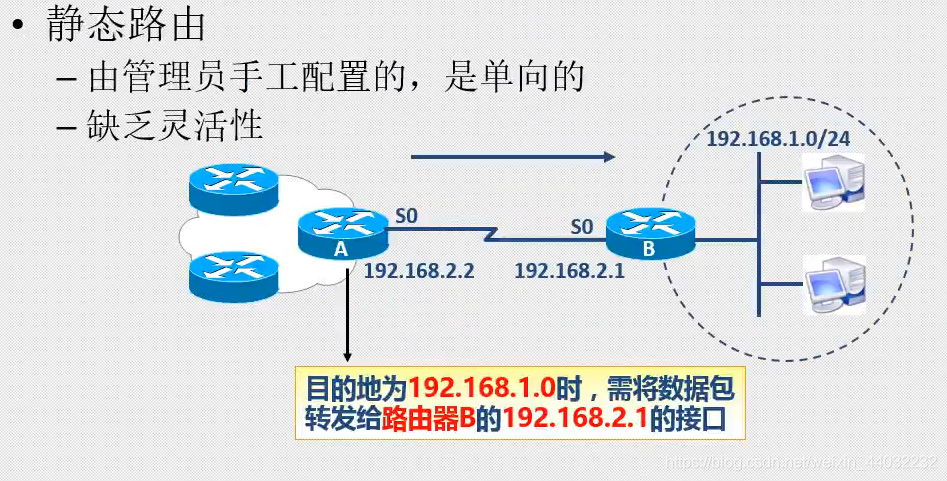 • 静态路由
– 由管理员手工配置的，是单向的
– 缺乏灵活性
192.168.1.0/24
S0
S0
A
B
192.168.2.2
192.168.2.1
目的地为192.168.1.0时，需将数据包
转发给路由器B的192.168.2.1的接口
https://blog.csdn.net/weixin_44032232